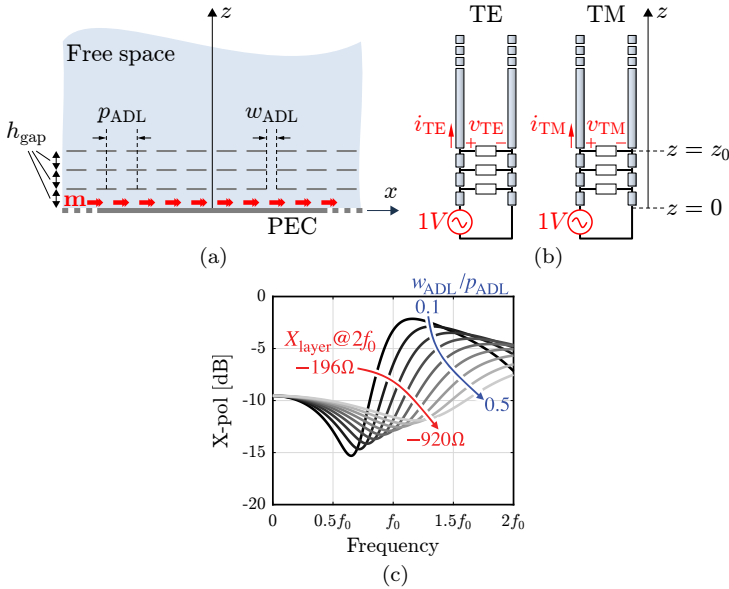 z
Free space
p_ADL
w_ADL
h_gap
m
x
PEC
(a)
TE
TM
z
i_TE
v_TE
+
−
i_TM
v_TM
+
−
z = z_0
1V
1V
z = 0
(b)
w_ADL/p_ADL
0.1
X_layer@2f_0
−196Ω
0.5
−920Ω
0
-5
-10
-15
-20
X-pol [dB]
0
0.5f_0
f_0
1.5f_0
2f_0
Frequency
(c)